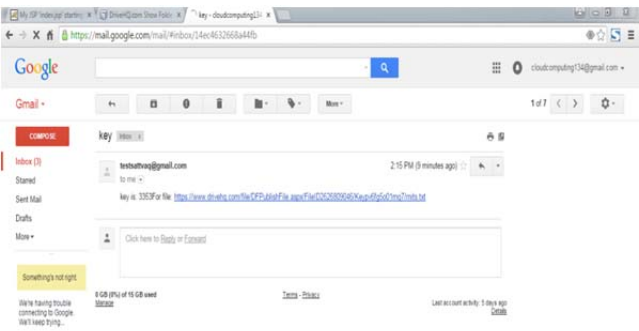 My JSP 'index.jsp' starting
DriveHQ.com Show Folde
key - cloudcomputing134
https://mail.google.com/mail/#inbox/14ec4632668a44fb
Google
cloudcomputing134@gmail.com
Gmail
More
1 of 7
COMPOSE
key Inbox x
Inbox (3)
testsattvaq@gmail.com
2:15 PM (9 minutes ago)
Starred
to me
Sent Mail
key is: 3353For file:
Drafts
More
Click here to Reply or Forward
Something's not right.
We're having trouble
connecting to Google.
We'll keep trying...
0 GB (0%) of 15 GB used
Manage
Terms - Privacy
Last account activity: 5 days ago
Details